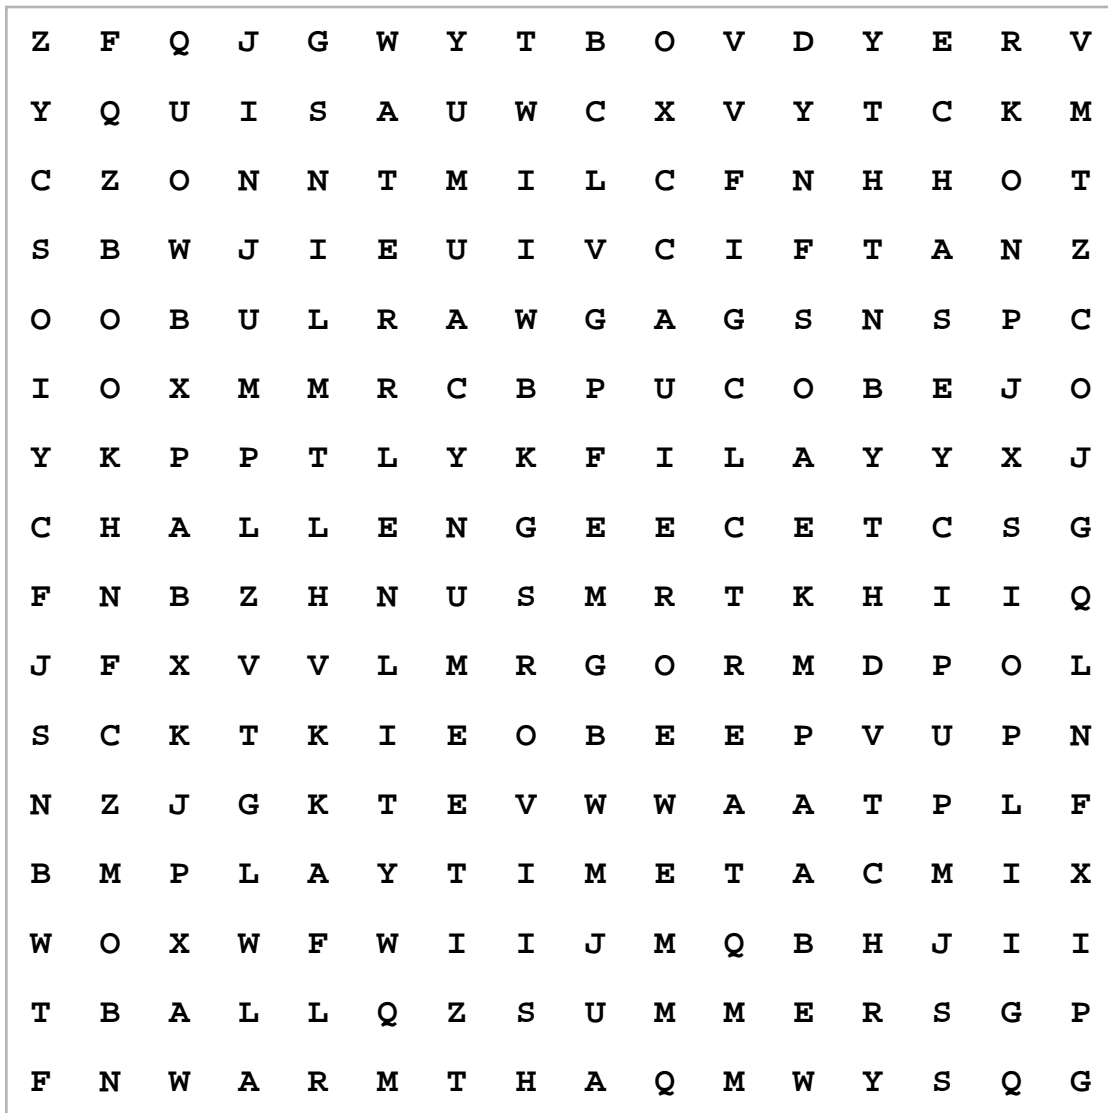 Z F Q J G W Y T B O V D Y E R V
Y Q U I S A U W C X V Y T C K M
C Z O N N T M I L C F N H H O T
S B W J I E U I V C I F T A N Z
O O B U L R A W G A G S N S P C
I O X M M R C B P U C O B E J O
Y K P P T L Y K F I L A Y Y X J
C H A L L E N G E E C E T C S G
F N B Z H N U S M R T K H I I Q
J F X V V L M R G O R M D P O L
S C K T K I E O B E E P V U P N
N Z J G K T E V W W A A T P L F
B M P L A Y T I M E T A C M I X
W O X W F W I I J M Q B H J I I
T B A L L Q Z S U M M E R S G P
F N W A R M T H A Q M W Y S Q G